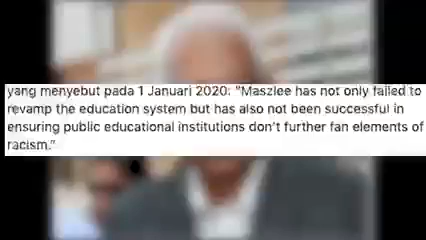 yang menyebut pada 1 Januari 2020: "Maszlee has not only failed to
revamp the education system but has also not been successful in
ensuring public educational institutions don't further fan elements of
racism."